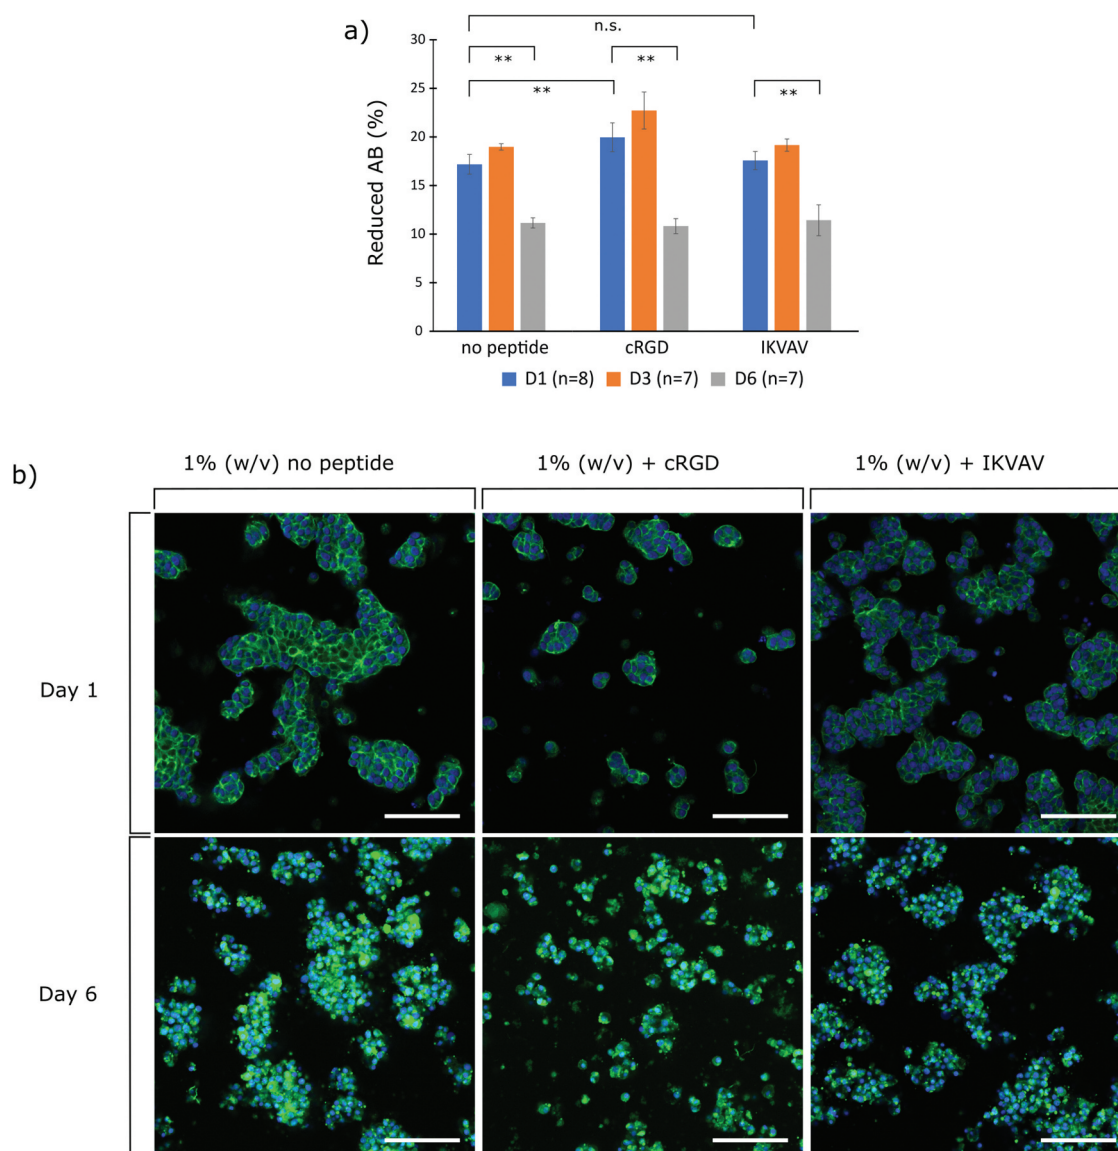 a)
n.s.
**
**
**
**
Reduced AB (%)
30
25
20
15
10
5
0
no peptide
cRGD
IKVAV
D1 (n=8) D3 (n=7) D6 (n=7)
b)
1% (w/v) no peptide
1% (w/v) + cRGD
1% (w/v) + IKVAV
Day 1
Day 6